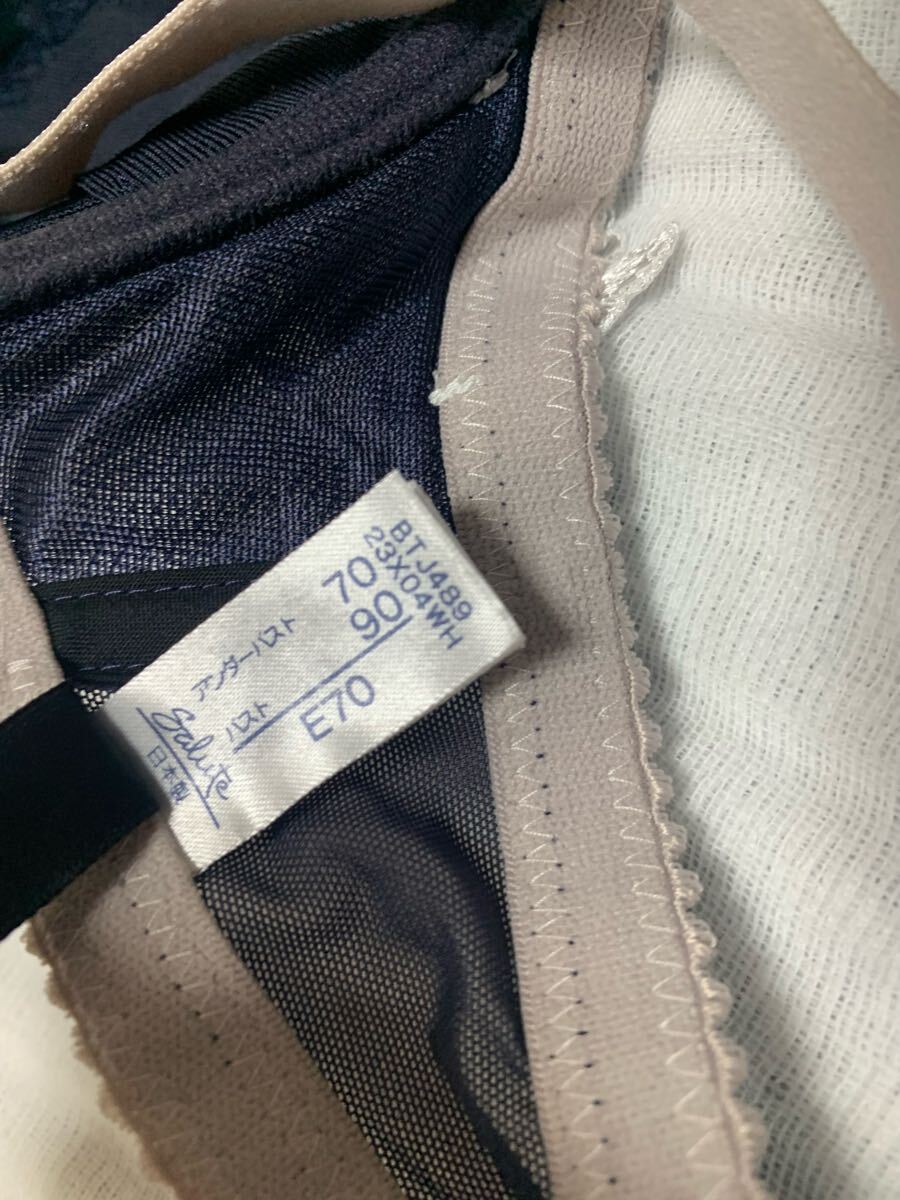 BTJ489
23X04WH
アンダーバスト 70
バスト 90
E70
Salute
日本製